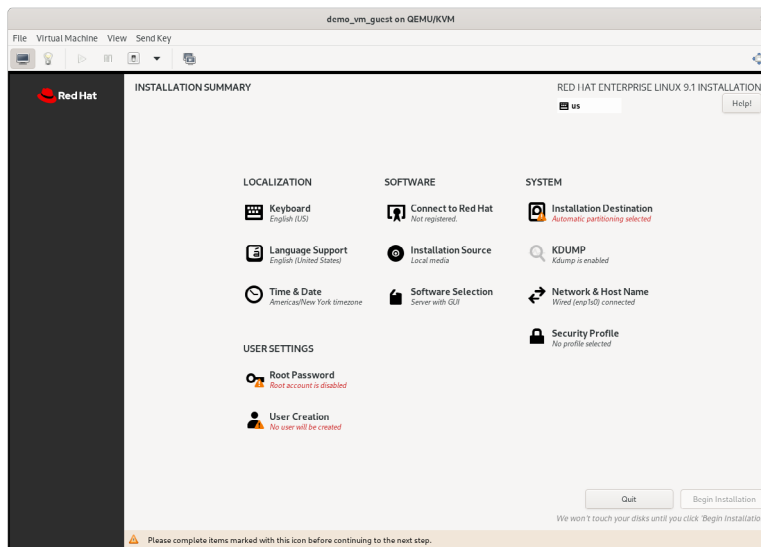 demo_vm_guest on QEMU/KVM
File Virtual Machine View Send Key
Red Hat
INSTALLATION SUMMARY
RED HAT ENTERPRISE LINUX 9.1 INSTALLATION
us
Help!
LOCALIZATION
Keyboard
English (US)
Language Support
English (United States)
Time & Date
Americas/New York timezone
USER SETTINGS
Root Password
Root account is disabled
User Creation
No user will be created
SOFTWARE
Connect to Red Hat
Not registered.
Installation Source
Local media
Software Selection
Server with GUI
SYSTEM
Installation Destination
Automatic partitioning selected
KDUMP
Kdump is enabled
Network & Host Name
Wired (enp1s0) connected
Security Profile
No profile selected
Quit
Begin Installation
We won't touch your disks until you click 'Begin Installatio
Please complete items marked with this icon before continuing to the next step.